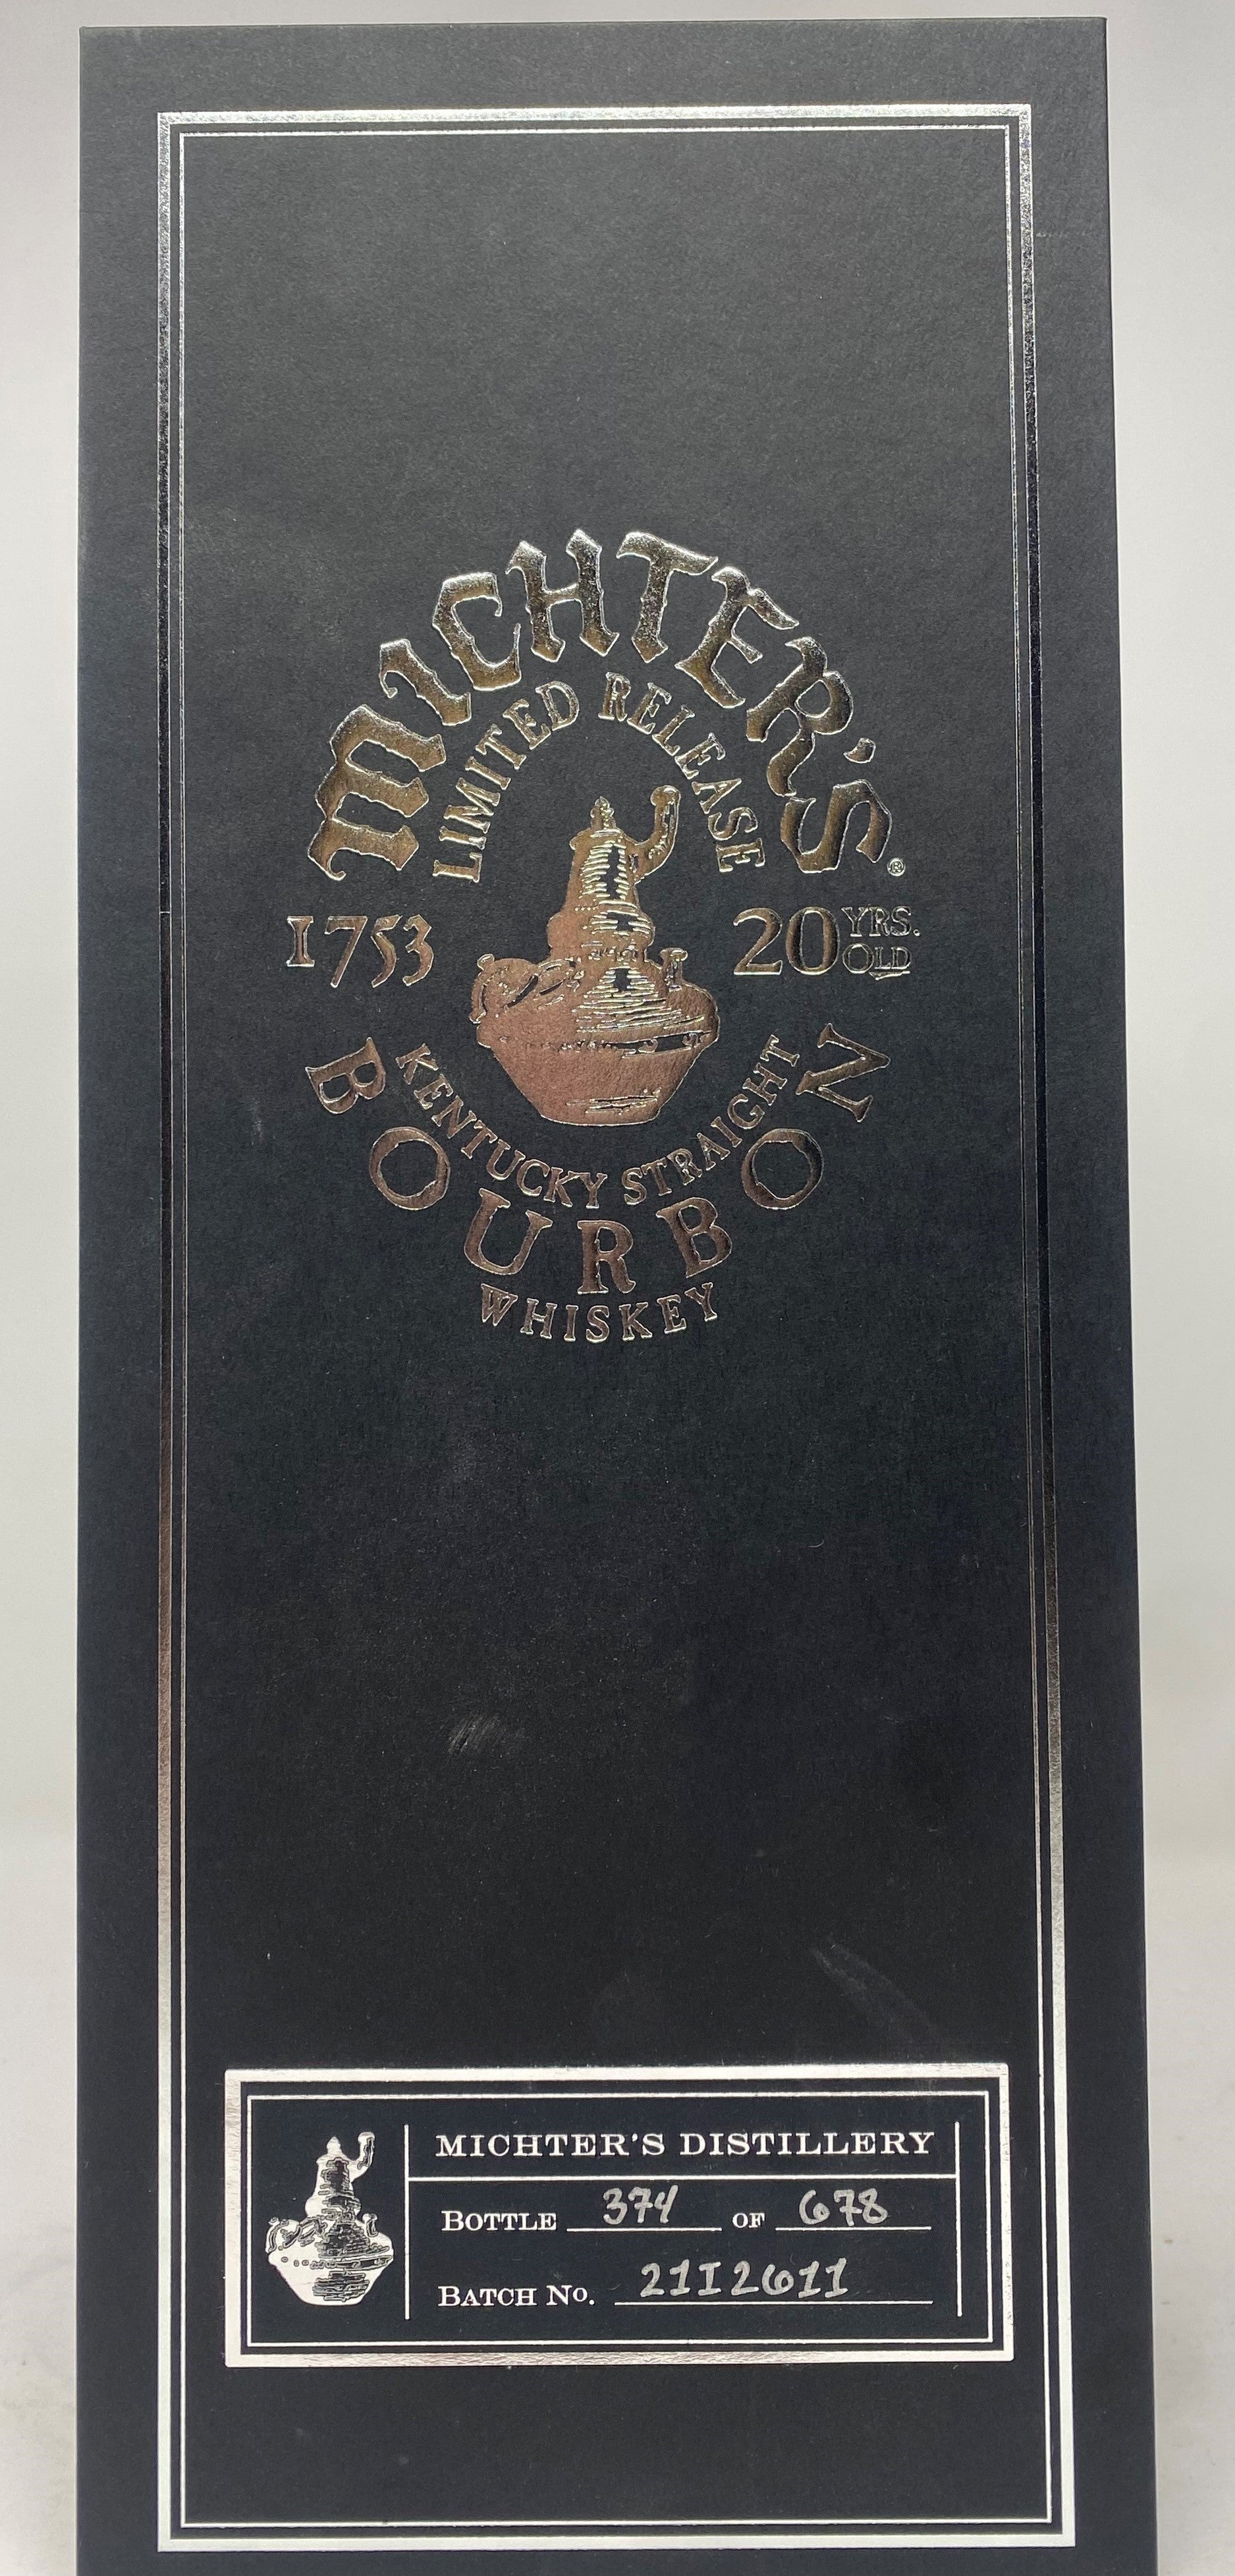 MICHTER'S®
LIMITED RELEASE
1753
20 YRS. OLD
KENTUCKY STRAIGHT
BOURBON
WHISKEY
MICHTER'S DISTILLERY
BOTTLE 374 OF 678
BATCH No. 21I2611